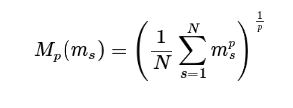 $M_p(m_s) = \left( \frac{1}{N} \sum_{s=1}^{N} m_s^p \right)^{\frac{1}{p}}$